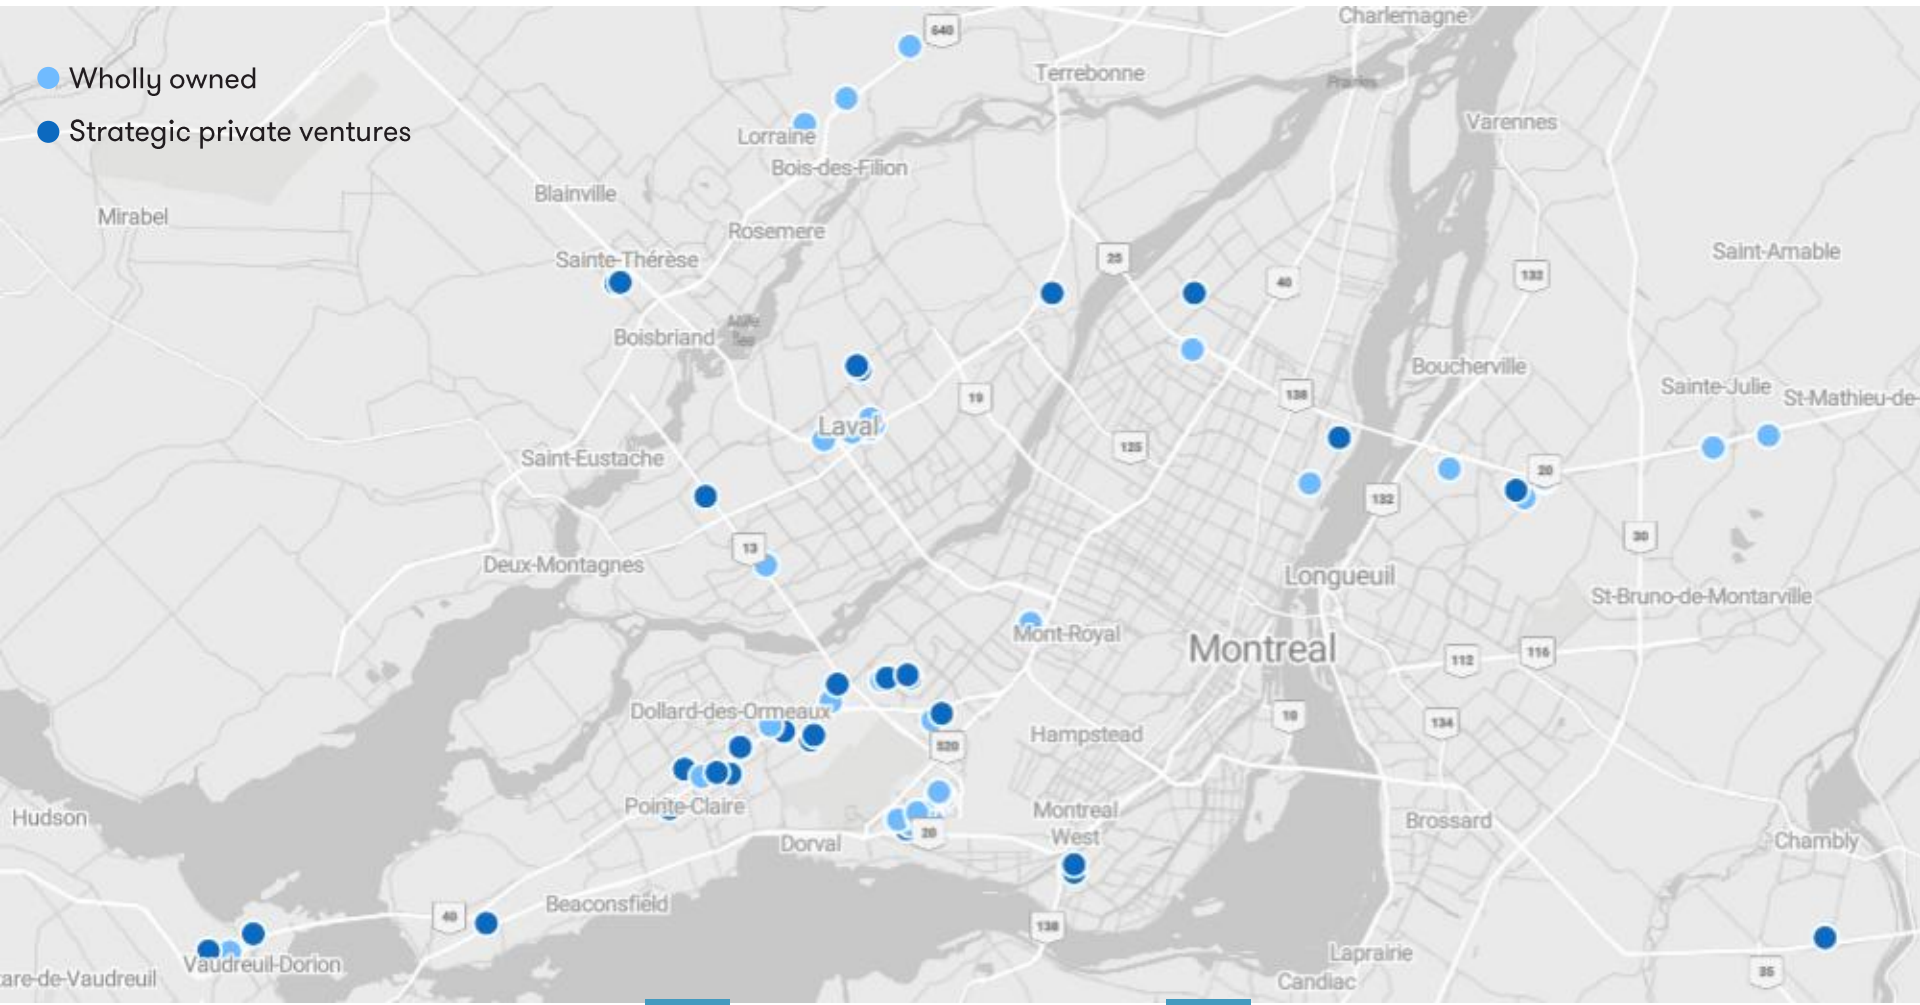 Charlemagne
640
Wholly owned
Terrebonne
Prairies
Strategic private ventures
Lorraine
Varennes
Bois-des-Filion
Blainville
Mirabel
Rosemere
Saint-Amable
Sainte-Thérèse
25
132
40
Mille
Îles
Boisbriand
Boucherville
Sainte-Julie
St-Mathieu-de-
19
138
Laval
125
Saint-Eustache
20
132
30
13
Deux-Montagnes
Longueuil
St-Bruno-de-Montarville
Mont-Royal
Montreal
112
116
Dollard-des-Ormeaux
10
134
Hampstead
520
Pointe-Claire
Montreal
West
Hudson
20
Brossard
Dorval
Chambly
Beaconsfield
40
138
Laprairie
Vaudreuil-Dorion
are-de-Vaudreuil
35
Candiac